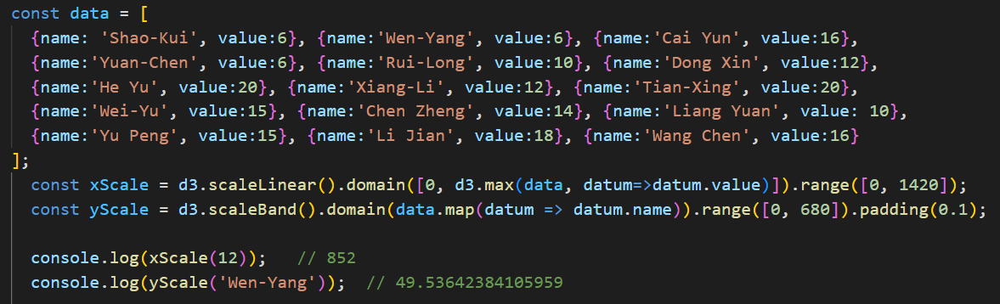 const data = [
{name: 'Shao-Kui', value:6}, {name:'Wen-Yang', value:6}, {name:'Cai Yun', value:16},
{name:'Yuan-Chen', value:6}, {name:'Rui-Long', value:10}, {name:'Dong Xin', value:12},
{name:'He Yu', value:20}, {name:'Xiang-Li', value:12}, {name:'Tian-Xing', value:20},
{name:'Wei-Yu', value:15}, {name:'Chen Zheng', value:14}, {name:'Liang Yuan', value: 10},
{name:'Yu Peng', value:15}, {name:'Li Jian', value:18}, {name:'Wang Chen', value:16}
];
const xScale = d3.scaleLinear().domain([0, d3.max(data, datum=>datum.value)]).range([0, 1420]);
const yScale = d3.scaleBand().domain(data.map(datum => datum.name)).range([0, 680]).padding(0.1);
console.log(xScale(12)); // 852
console.log(yScale('Wen-Yang')); // 49.53642384105959